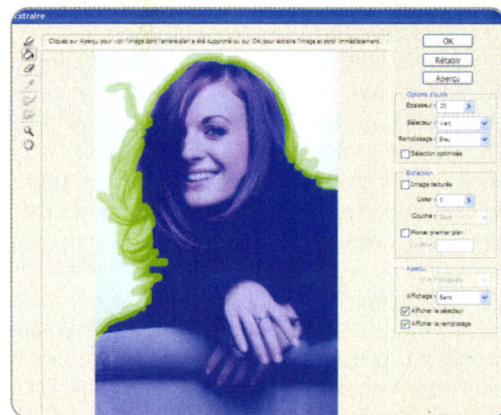 Extraire
Cliquez sur Aperçu pour voir l'image dont l'arrière-plan a été supprimé ou sur OK pour extraire l'image et sortir immédiatement.
OK
Rétablir
Aperçu
Options d'outils
Epaisseur : 20
Sélecteur : Vert
Remplissage : Bleu
Sélection optimisée
Extraction
Image texturée
Lisser : 0
Couche :
Forcer premier plan
Aperçu
Affichage : Sans
Afficher le sélecteur
Afficher le remplissage